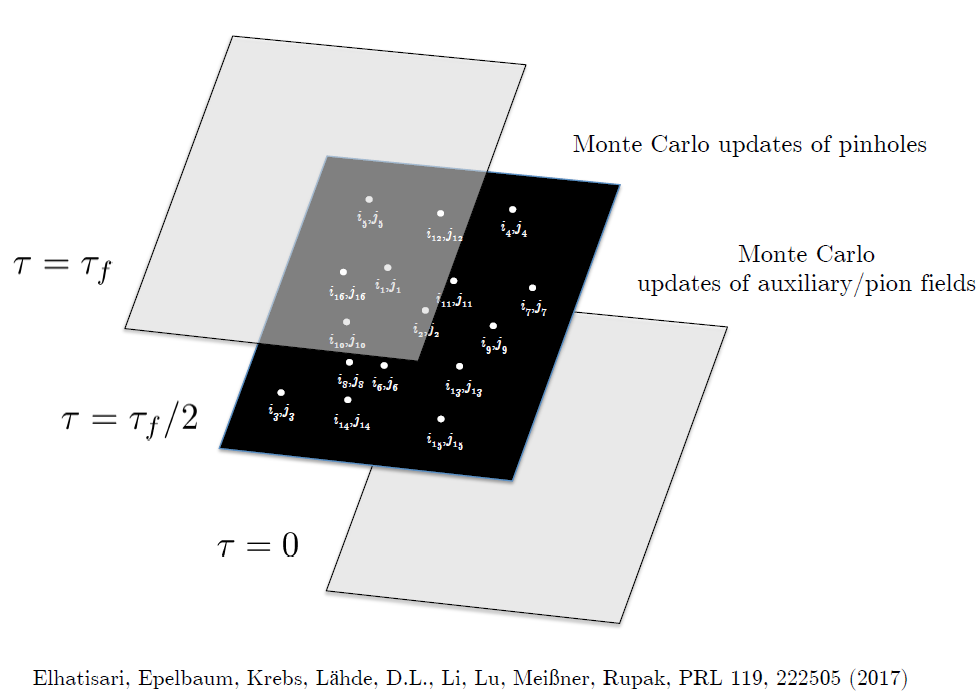 Monte Carlo updates of pinholes
Monte Carlo
updates of auxiliary/pion fields
τ = τ_f
i₅,j₅
i₁₂,j₁₂
i₄,j₄
i₁₆,j₁₆
i₁,j₁
i₁₁,j₁₁
i₇,j₇
i₂,j₂
i₁₀,j₁₀
i₉,j₉
i₈,j₈
i₆,j₆
i₁₃,j₁₃
i₃,j₃
i₁₄,j₁₄
i₁₅,j₁₅
τ = τ_f/2
τ = 0
Elhatisari, Epelbaum, Krebs, Lähde, D.L., Li, Lu, Meißner, Rupak, PRL 119, 222505 (2017)